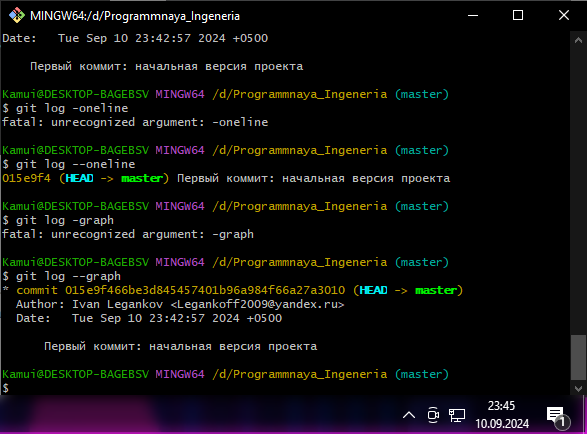 MINGW64:/d/Programmnaya_Ingeneria
Date:   Tue Sep 10 23:42:57 2024 +0500
Первый коммит: начальная версия проекта
Kamui@DESKTOP-BAGEBSV MINGW64 /d/Programmnaya_Ingeneria (master)
$ git log -oneline
fatal: unrecognized argument: -oneline
Kamui@DESKTOP-BAGEBSV MINGW64 /d/Programmnaya_Ingeneria (master)
$ git log --oneline
015e9f4 (HEAD -> master) Первый коммит: начальная версия проекта
Kamui@DESKTOP-BAGEBSV MINGW64 /d/Programmnaya_Ingeneria (master)
$ git log -graph
fatal: unrecognized argument: -graph
Kamui@DESKTOP-BAGEBSV MINGW64 /d/Programmnaya_Ingeneria (master)
$ git log --graph
* commit 015e9f466be3d845457401b96a984f66a27a3010 (HEAD -> master)
Author: Ivan Legankov <Legankoff2009@yandex.ru>
Date:   Tue Sep 10 23:42:57 2024 +0500
Первый коммит: начальная версия проекта
Kamui@DESKTOP-BAGEBSV MINGW64 /d/Programmnaya_Ingeneria (master)
$
23:45
10.09.2024
1